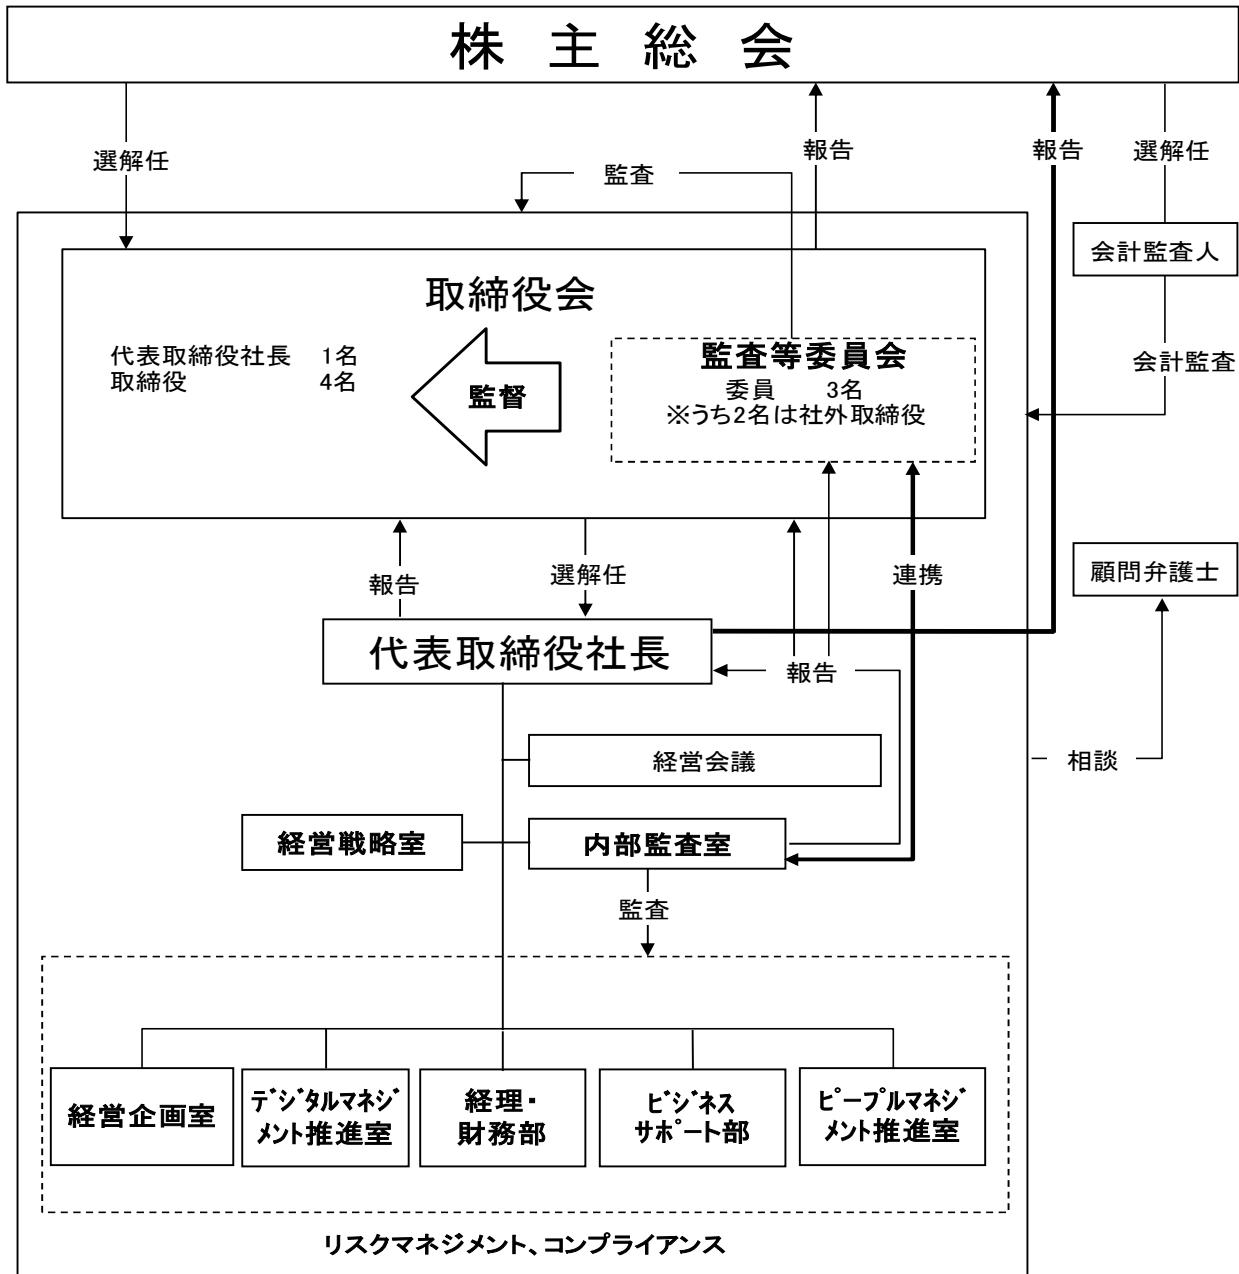 株主総会
選解任
報告
報告
選解任
監査
会計監査人
取締役会
代表取締役社長 1名
取締役 4名
監督
監査等委員会
委員 3名
※うち2名は社外取締役
会計監査
報告
選解任
連携
顧問弁護士
代表取締役社長
報告
経営会議
相談
経営戦略室
内部監査室
監査
経営企画室
デジタルマネジ
メント推進室
経理・
財務部
ビジネス
サポート部
ピープルマネジ
メント推進室
リスクマネジメント、コンプライアンス